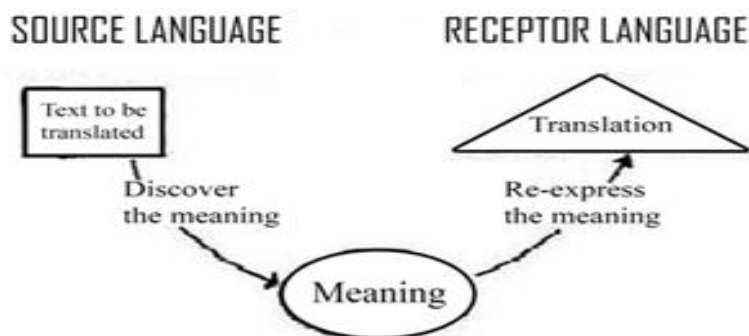 SOURCE LANGUAGE
RECEPTOR LANGUAGE
Text to be
translated
Translation
Discover
the meaning
Re-express
the meaning
Meaning